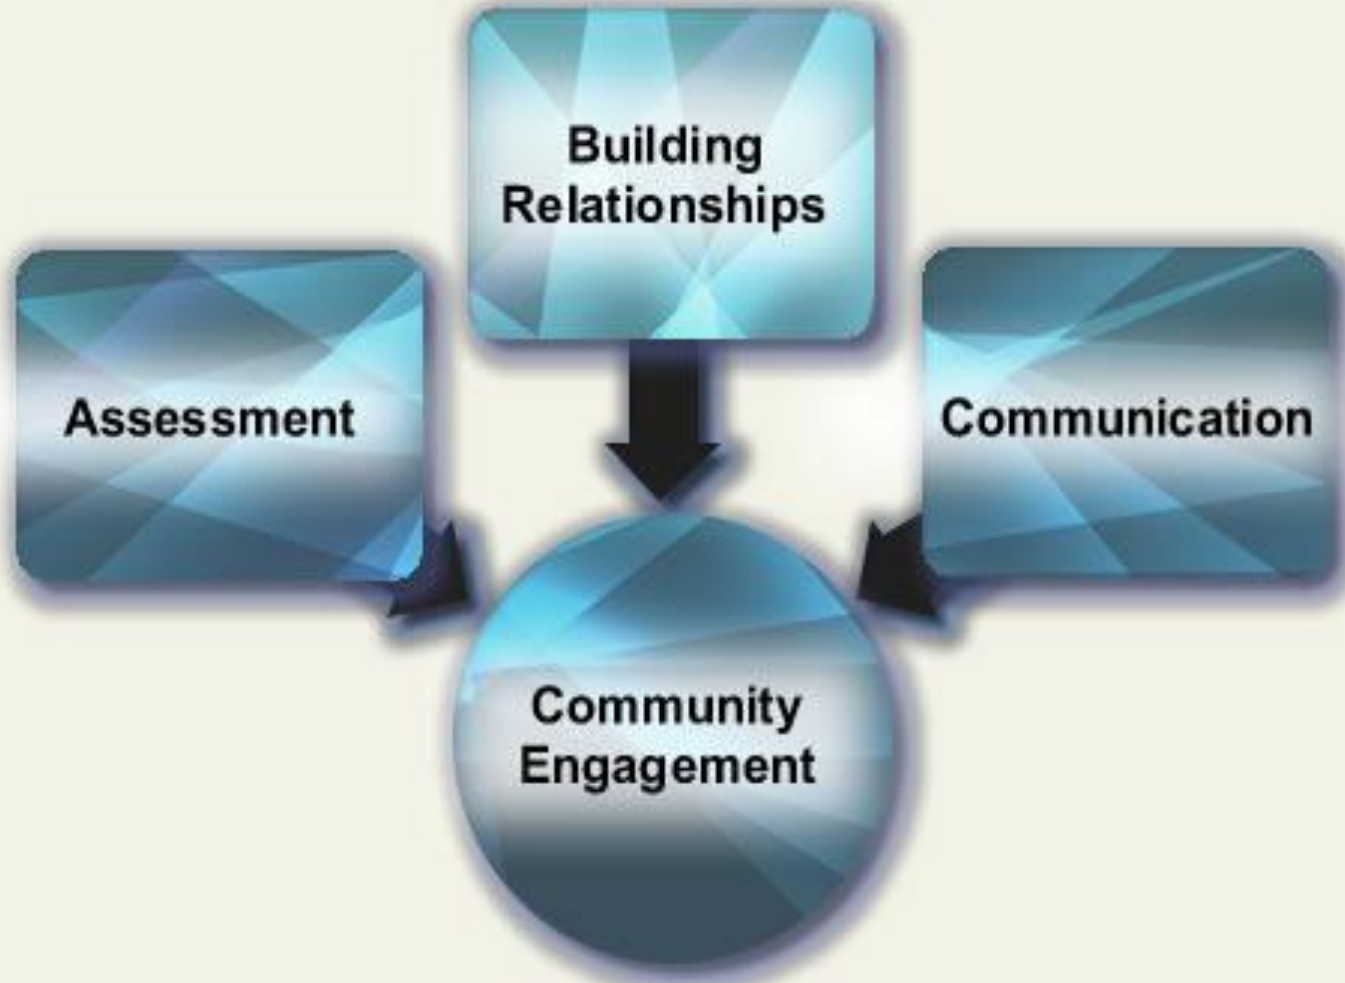 Building
Relationships
Assessment
Communication
Community
Engagement